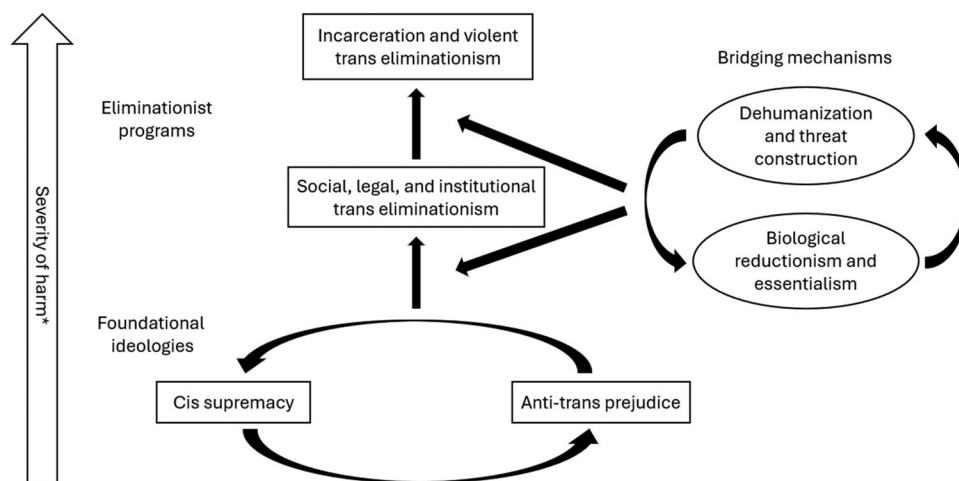 Incarceration and violent
trans eliminationism
Bridging mechanisms
Eliminationist
programs
Dehumanization
and threat
construction
Social, legal, and institutional
trans eliminationism
Severity of harm*
Biological
reductionism and
essentialism
Foundational
ideologies
Cis supremacy
Anti-trans prejudice